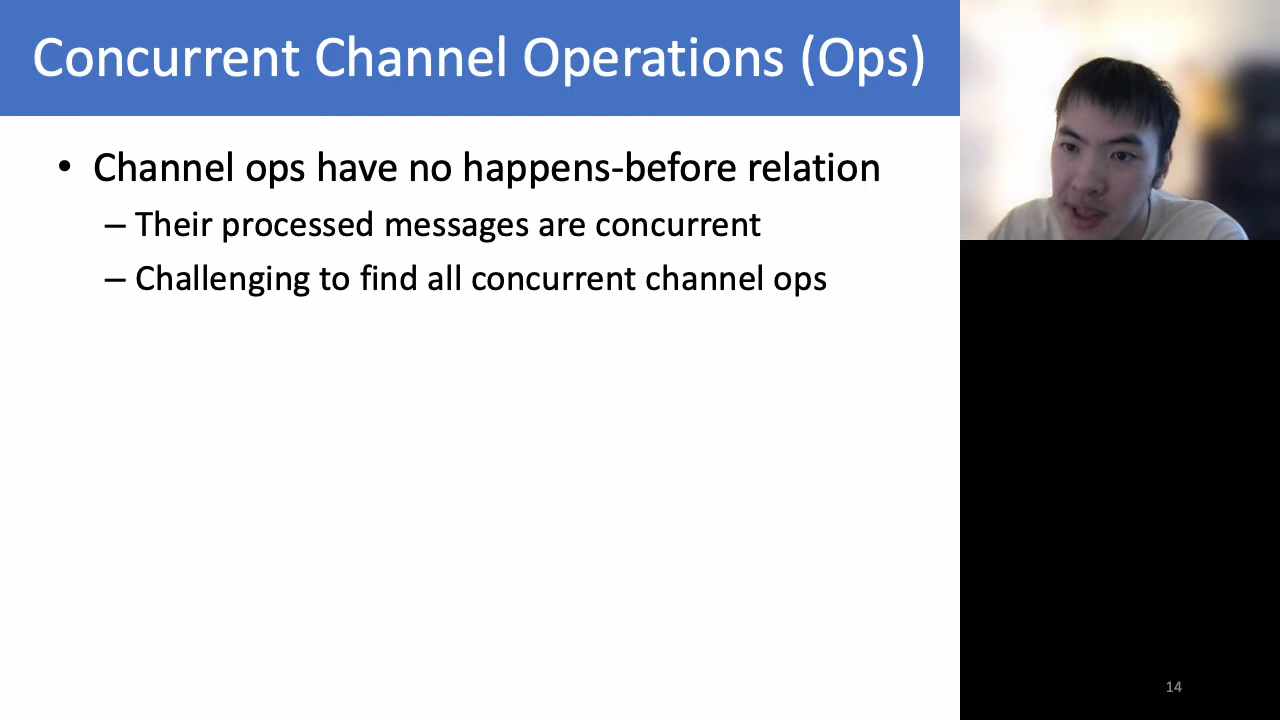 Concurrent Channel Operations (Ops)
• Channel ops have no happens-before relation
– Their processed messages are concurrent
– Challenging to find all concurrent channel ops
14